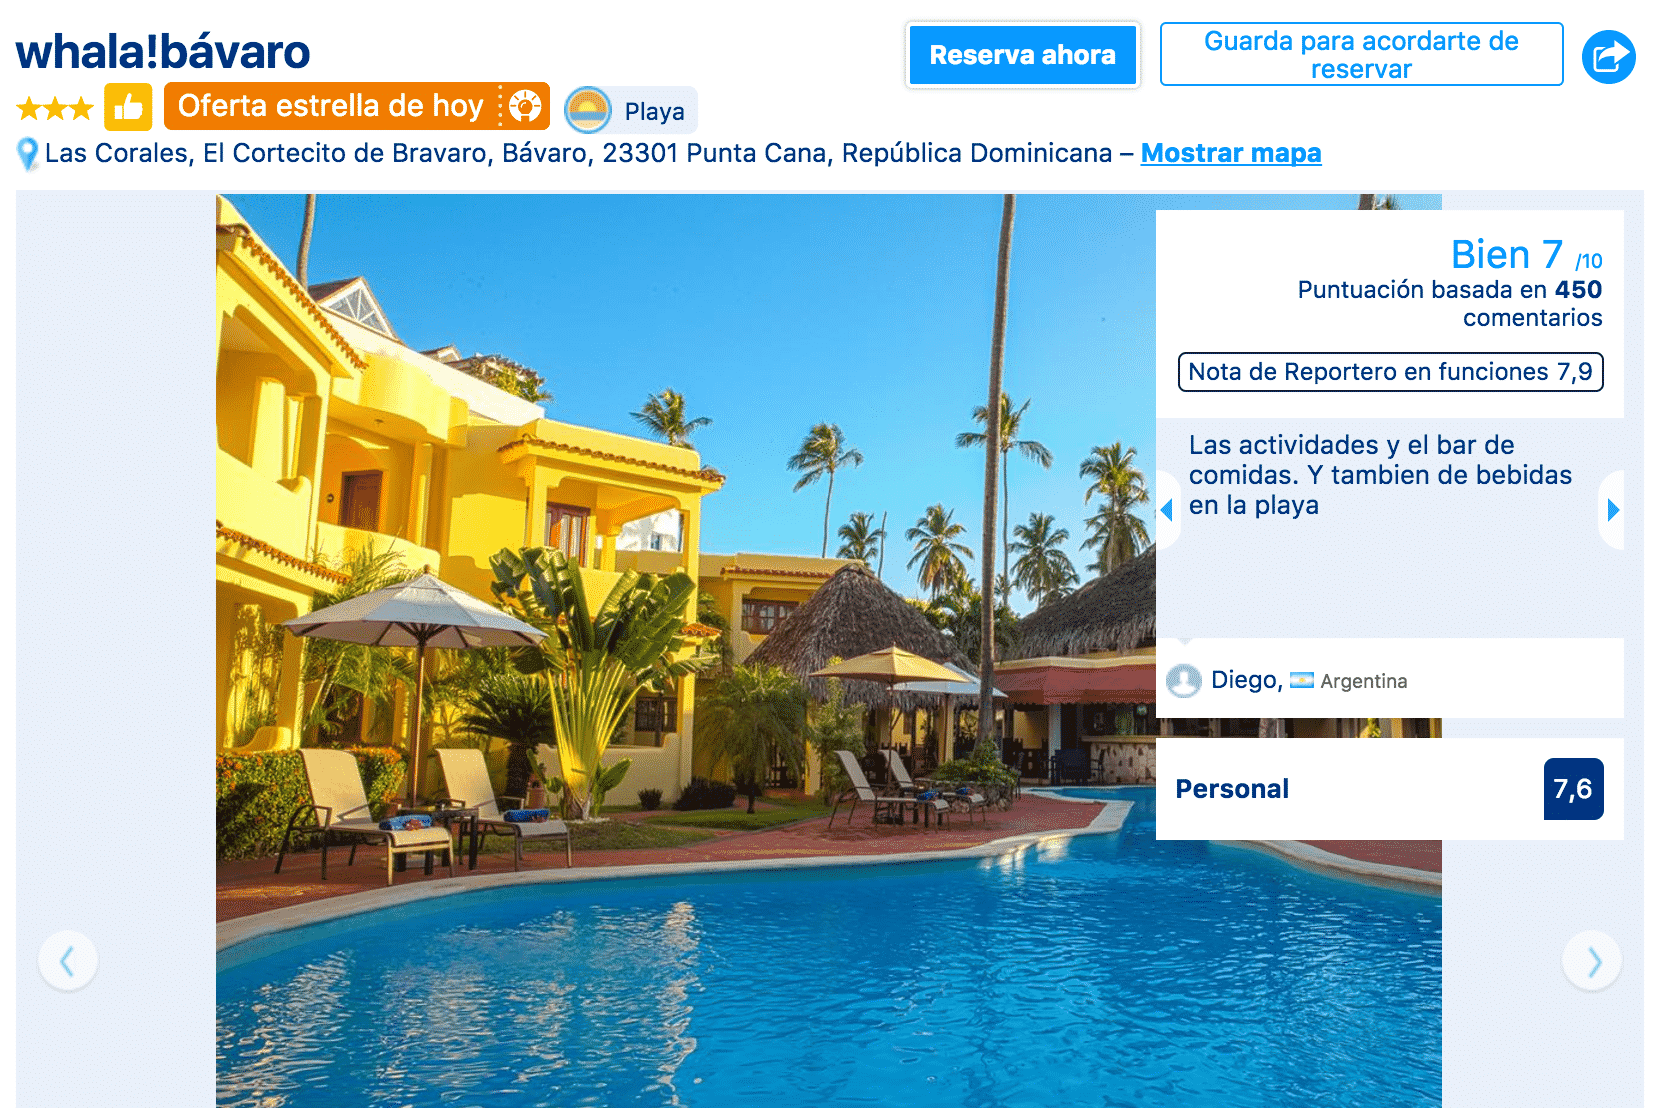 whala!bávaro
Reserva ahora
Guarda para acordarte de
reservar
Oferta estrella de hoy
Playa
Las Corales, El Cortecito de Bravaro, Bávaro, 23301 Punta Cana, República Dominicana – Mostrar mapa
Bien 7 /10
Puntuación basada en 450
comentarios
Nota de Reportero en funciones 7,9
Las actividades y el bar de
comidas. Y tambien de bebidas
en la playa
Diego, Argentina
Personal 7,6